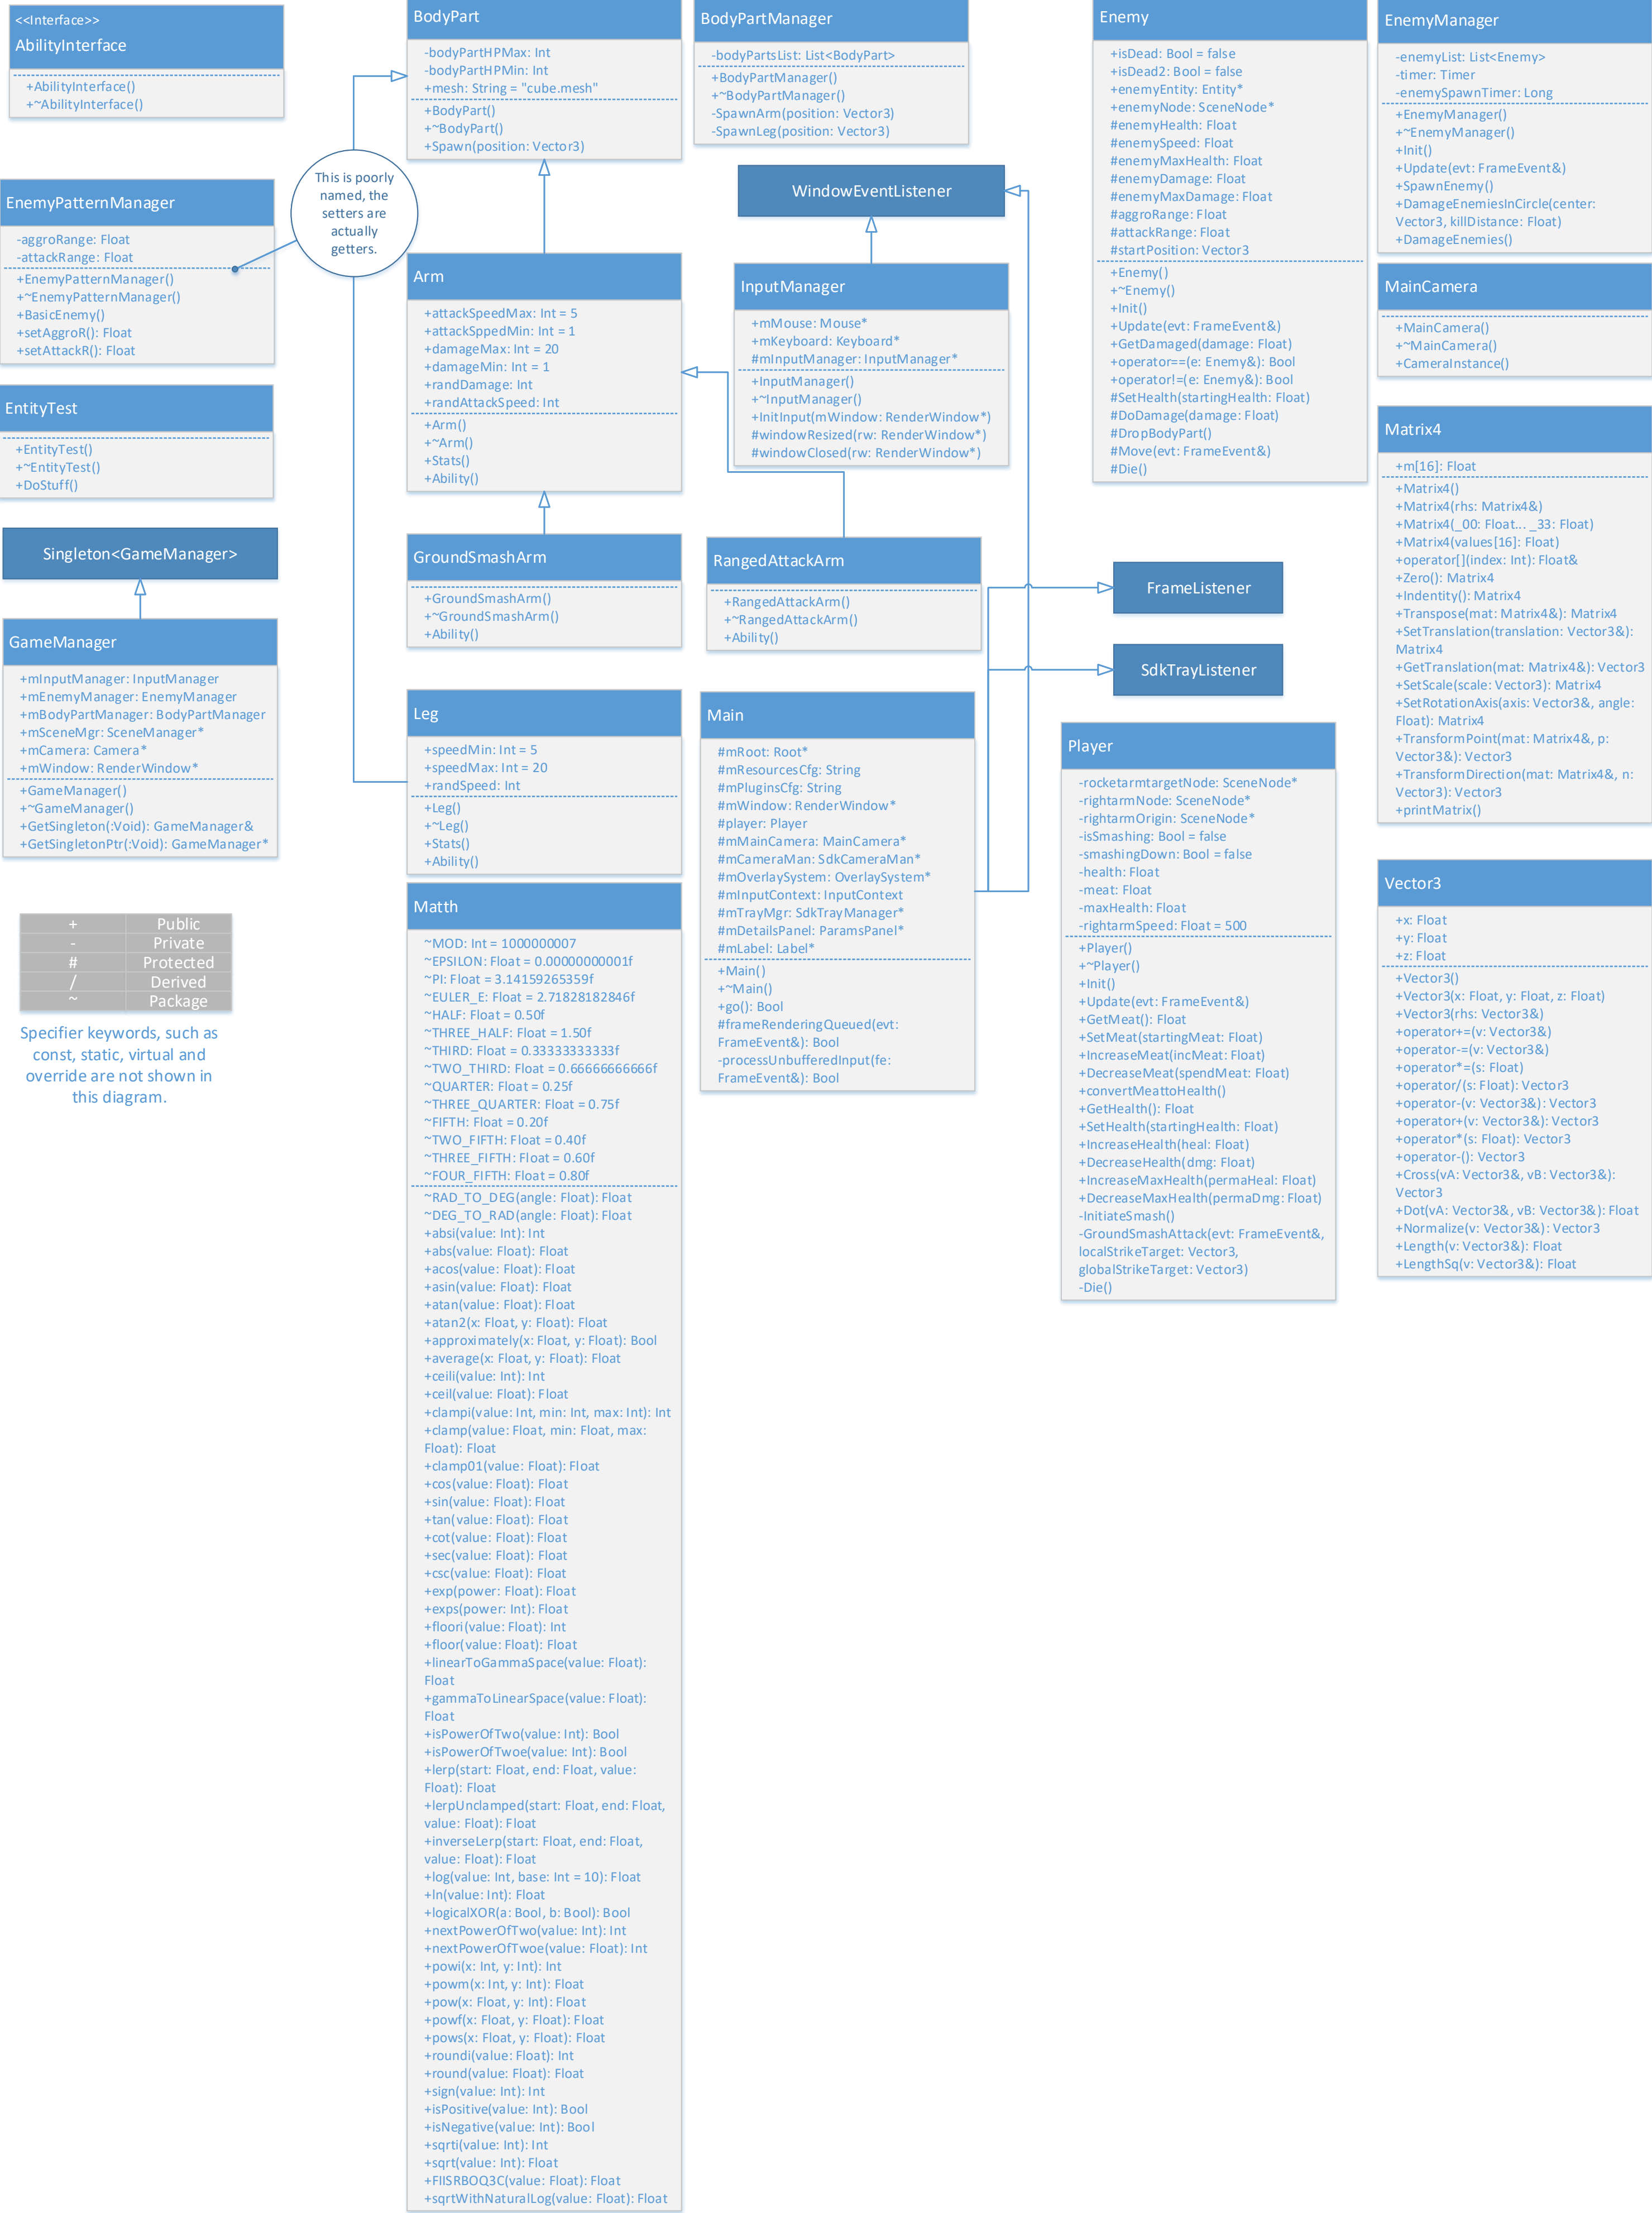 <<Interface>>
AbilityInterface
+AbilityInterface()
+~AbilityInterface()
EnemyPatternManager
-aggroRange: Float
-attackRange: Float
+EnemyPatternManager()
+~EnemyPatternManager()
+BasicEnemy()
+setAggroR(): Float
+setAttackR(): Float
This is poorly
named, the
setters are
actually
getters.
EntityTest
+EntityTest()
+~EntityTest()
+DoStuff()
Singleton<GameManager>
GameManager
+mInputManager: InputManager
+mEnemyManager: EnemyManager
+mBodyPartManager: BodyPartManager
+mSceneMgr: SceneManager*
+mCamera: Camera*
+mWindow: RenderWindow*
+GameManager()
+~GameManager()
+GetSingleton(:Void): GameManager&
+GetSingletonPtr(:Void): GameManager*
+ Public
- Private
# Protected
/ Derived
~ Package
Specifier keywords, such as
const, static, virtual and
override are not shown in
this diagram.
BodyPart
-bodyPartHPMax: Int
-bodyPartHPMin: Int
+mesh: String = "cube.mesh"
+BodyPart()
+~BodyPart()
+Spawn(position: Vector3)
Arm
+attackSpeedMax: Int = 5
+attackSppedMin: Int = 1
+damageMax: Int = 20
+damageMin: Int = 1
+randDamage: Int
+randAttackSpeed: Int
+Arm()
+~Arm()
+Stats()
+Ability()
GroundSmashArm
+GroundSmashArm()
+~GroundSmashArm()
+Ability()
Leg
+speedMin: Int = 5
+speedMax: Int = 20
+randSpeed: Int
+Leg()
+~Leg()
+Stats()
+Ability()
Matth
~MOD: Int = 1000000007
~EPSILON: Float = 0.00000000001f
~PI: Float = 3.14159265359f
~EULER_E: Float = 2.71828182846f
~HALF: Float = 0.50f
~THREE_HALF: Float = 1.50f
~THIRD: Float = 0.33333333333f
~TWO_THIRD: Float = 0.66666666666f
~QUARTER: Float = 0.25f
~THREE_QUARTER: Float = 0.75f
~FIFTH: Float = 0.20f
~TWO_FIFTH: Float = 0.40f
~THREE_FIFTH: Float = 0.60f
~FOUR_FIFTH: Float = 0.80f
~RAD_TO_DEG(angle: Float): Float
~DEG_TO_RAD(angle: Float): Float
+absi(value: Int): Int
+abs(value: Float): Float
+acos(value: Float): Float
+asin(value: Float): Float
+atan(value: Float): Float
+atan2(x: Float, y: Float): Float
+approximately(x: Float, y: Float): Bool
+average(x: Float, y: Float): Float
+ceili(value: Int): Int
+ceil(value: Float): Float
+clampi(value: Int, min: Int, max: Int): Int
+clamp(value: Float, min: Float, max:
Float): Float
+clamp01(value: Float): Float
+cos(value: Float): Float
+sin(value: Float): Float
+tan(value: Float): Float
+cot(value: Float): Float
+sec(value: Float): Float
+csc(value: Float): Float
+exp(power: Float): Float
+exps(power: Int): Float
+floori(value: Float): Int
+floor(value: Float): Float
+linearToGammaSpace(value: Float):
Float
+gammaToLinearSpace(value: Float):
Float
+isPowerOfTwo(value: Int): Bool
+isPowerOfTwoe(value: Int): Bool
+lerp(start: Float, end: Float, value:
Float): Float
+lerpUnclamped(start: Float, end: Float,
value: Float): Float
+inverseLerp(start: Float, end: Float,
value: Float): Float
+log(value: Int, base: Int = 10): Float
+ln(value: Int): Float
+logicalXOR(a: Bool, b: Bool): Bool
+nextPowerOfTwo(value: Int): Int
+nextPowerOfTwoe(value: Float): Int
+powi(x: Int, y: Int): Int
+powm(x: Int, y: Int): Float
+pow(x: Float, y: Int): Float
+powf(x: Float, y: Float): Float
+pows(x: Float, y: Float): Float
+roundi(value: Float): Int
+round(value: Float): Float
+sign(value: Int): Int
+isPositive(value: Int): Bool
+isNegative(value: Int): Bool
+sqrti(value: Int): Int
+sqrt(value: Int): Float
+FIISRBOQ3C(value: Float): Float
+sqrtWithNaturalLog(value: Float): Float
BodyPartManager
-bodyPartsList: List<BodyPart>
+BodyPartManager()
+~BodyPartManager()
-SpawnArm(position: Vector3)
-SpawnLeg(position: Vector3)
WindowEventListener
InputManager
+mMouse: Mouse*
+mKeyboard: Keyboard*
#mInputManager: InputManager*
+InputManager()
+~InputManager()
+InitInput(mWindow: RenderWindow*)
#windowResized(rw: RenderWindow*)
#windowClosed(rw: RenderWindow*)
RangedAttackArm
+RangedAttackArm()
+~RangedAttackArm()
+Ability()
Main
#mRoot: Root*
#mResourcesCfg: String
#mPluginsCfg: String
#mWindow: RenderWindow*
#player: Player
#mMainCamera: MainCamera*
#mCameraMan: SdkCameraMan*
#mOverlaySystem: OverlaySystem*
#mInputContext: InputContext
#mTrayMgr: SdkTrayManager*
#mDetailsPanel: ParamsPanel*
#mLabel: Label*
+Main()
+~Main()
+go(): Bool
#frameRenderingQueued(evt:
FrameEvent&): Bool
-processUnbufferedInput(fe:
FrameEvent&): Bool
Enemy
+isDead: Bool = false
+isDead2: Bool = false
+enemyEntity: Entity*
+enemyNode: SceneNode*
#enemyHealth: Float
#enemySpeed: Float
#enemyMaxHealth: Float
#enemyDamage: Float
#enemyMaxDamage: Float
#aggroRange: Float
#attackRange: Float
#startPosition: Vector3
+Enemy()
+~Enemy()
+Init()
+Update(evt: FrameEvent&)
+GetDamaged(damage: Float)
+operator==(e: Enemy&): Bool
+operator!=(e: Enemy&): Bool
#SetHealth(startingHealth: Float)
#DoDamage(damage: Float)
#DropBodyPart()
#Move(evt: FrameEvent&)
#Die()
FrameListener
SdkTrayListener
Player
-rocketarmtargetNode: SceneNode*
-rightarmNode: SceneNode*
-rightarmOrigin: SceneNode*
-isSmashing: Bool = false
-smashingDown: Bool = false
-health: Float
-meat: Float
-maxHealth: Float
-rightarmSpeed: Float = 500
+Player()
+~Player()
+Init()
+Update(evt: FrameEvent&)
+GetMeat(): Float
+SetMeat(startingMeat: Float)
+IncreaseMeat(incMeat: Float)
+DecreaseMeat(spendMeat: Float)
+convertMeattoHealth()
+GetHealth(): Float
+SetHealth(startingHealth: Float)
+IncreaseHealth(heal: Float)
+DecreaseHealth(dmg: Float)
+IncreaseMaxHealth(permaHeal: Float)
+DecreaseMaxHealth(permaDmg: Float)
-InitiateSmash()
-GroundSmashAttack(evt: FrameEvent&,
localStrikeTarget: Vector3,
globalStrikeTarget: Vector3)
-Die()
EnemyManager
-enemyList: List<Enemy>
-timer: Timer
-enemySpawnTimer: Long
+EnemyManager()
+~EnemyManager()
+Init()
+Update(evt: FrameEvent&)
+SpawnEnemy()
+DamageEnemiesInCircle(center:
Vector3, killDistance: Float)
+DamageEnemies()
MainCamera
+MainCamera()
+~MainCamera()
+CameraInstance()
Matrix4
+m[16]: Float
+Matrix4()
+Matrix4(rhs: Matrix4&)
+Matrix4(_00: Float... _33: Float)
+Matrix4(values[16]: Float)
+operator[](index: Int): Float&
+Zero(): Matrix4
+Indentity(): Matrix4
+Transpose(mat: Matrix4&): Matrix4
+SetTranslation(translation: Vector3&):
Matrix4
+GetTranslation(mat: Matrix4&): Vector3
+SetScale(scale: Vector3): Matrix4
+SetRotationAxis(axis: Vector3&, angle:
Float): Matrix4
+TransformPoint(mat: Matrix4&, p:
Vector3&): Vector3
+TransformDirection(mat: Matrix4&, n:
Vector3): Vector3
+printMatrix()
Vector3
+x: Float
+y: Float
+z: Float
+Vector3()
+Vector3(x: Float, y: Float, z: Float)
+Vector3(rhs: Vector3&)
+operator+=(v: Vector3&)
+operator-=(v: Vector3&)
+operator*=(s: Float)
+operator/(s: Float): Vector3
+operator-(v: Vector3&): Vector3
+operator+(v: Vector3&): Vector3
+operator*(s: Float): Vector3
+operator-(): Vector3
+Cross(vA: Vector3&, vB: Vector3&):
Vector3
+Dot(vA: Vector3&, vB: Vector3&): Float
+Normalize(v: Vector3&): Vector3
+Length(v: Vector3&): Float
+LengthSq(v: Vector3&): Float